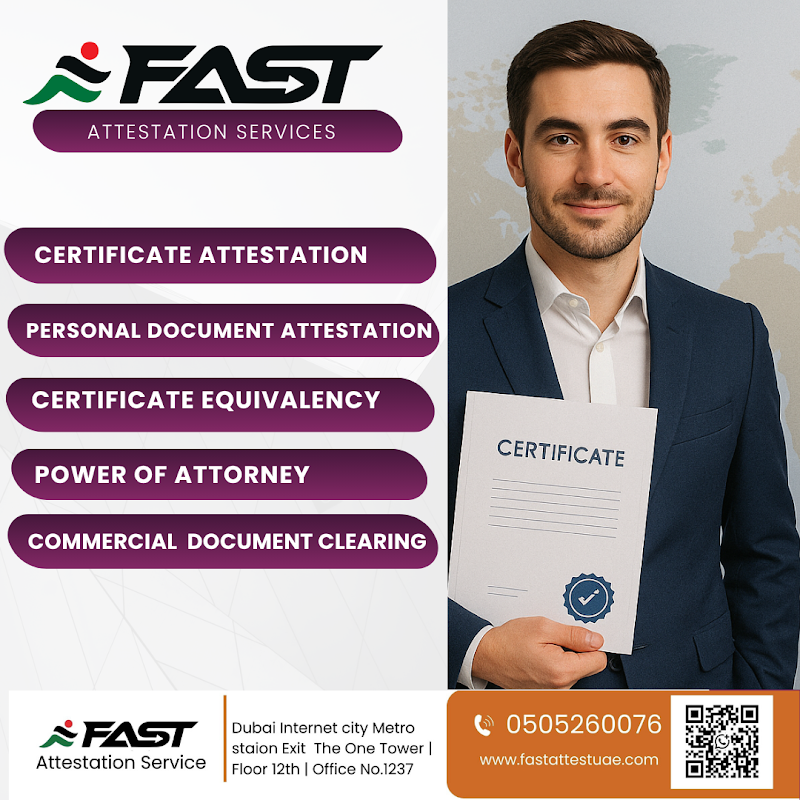 FAST
ATTESTATION SERVICES
CERTIFICATE ATTESTATION
PERSONAL DOCUMENT ATTESTATION
CERTIFICATE EQUIVALENCY
POWER OF ATTORNEY
COMMERCIAL DOCUMENT CLEARING
CERTIFICATE
FAST
Attestation Service
Dubai Internet city Metro
staion Exit The One Tower |
Floor 12th | Office No.1237
0505260076
www.fastattestuae.com